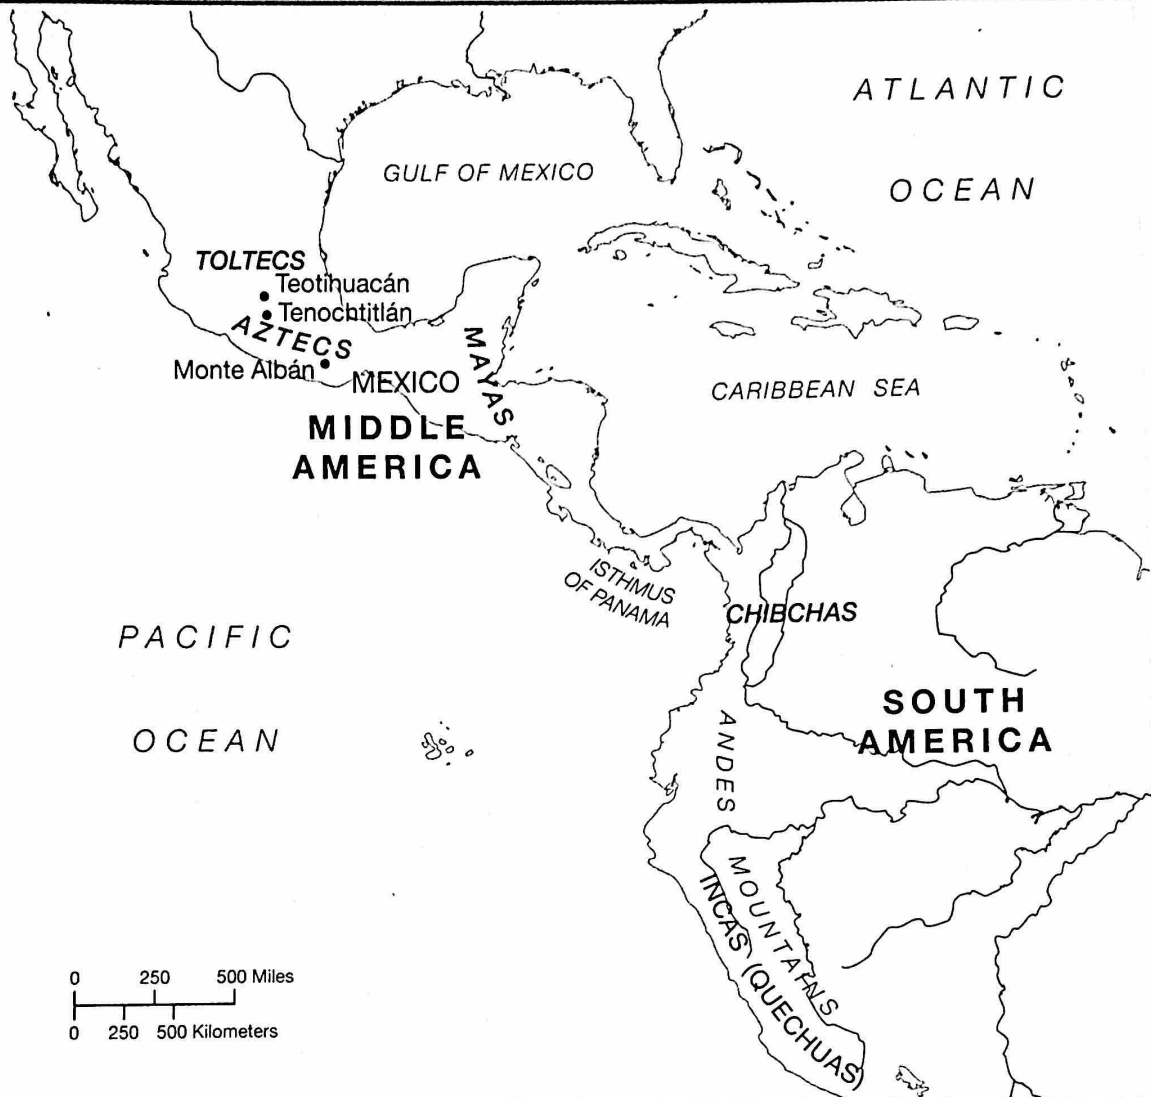 ATLANTIC
OCEAN
GULF OF MEXICO
TOLTECS
Teotihuacán
Tenochtitlán
AZTECS
Monte Albán
MEXICO
MAYAS
MIDDLE
AMERICA
CARIBBEAN SEA
ISTHMUS
OF PANAMA
CHIBCHAS
PACIFIC
OCEAN
SOUTH
AMERICA
ANDES
MOUNTAINS
INCAS (QUECHUAS)
0 250 500 Miles
0 250 500 Kilometers